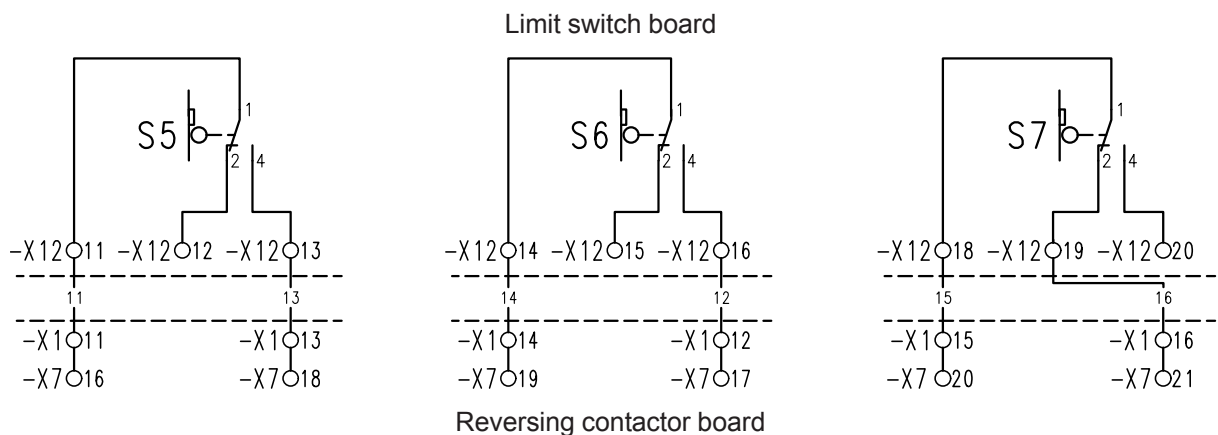 Limit switch board
1 1 1
S5 S6 S7
2 4 2 4 2 4
-X12 11 -X12 12 -X12 13 -X12 14 -X12 15 -X12 16 -X12 18 -X12 19 -X12 20
11 13 14 12 15 16
-X1 11 -X1 13 -X1 14 -X1 12 -X1 15 -X1 16
-X7 16 -X7 18 -X7 19 -X7 17 -X7 20 -X7 21
Reversing contactor board